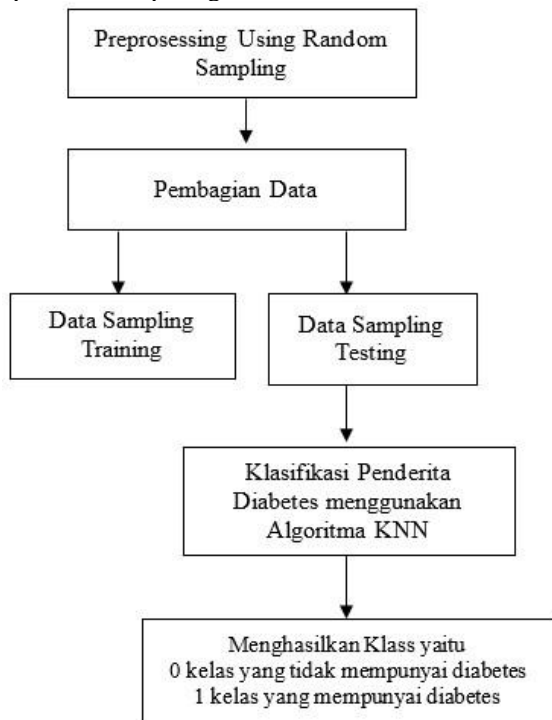 Preprosessing Using Random
Sampling
Pembagian Data
Data Sampling
Training
Data Sampling
Testing
Klasifikasi Penderita
Diabetes menggunakan
Algoritma KNN
Menghasilkan Klass yaitu
0 kelas yang tidak mempunyai diabetes
1 kelas yang mempunyai diabetes